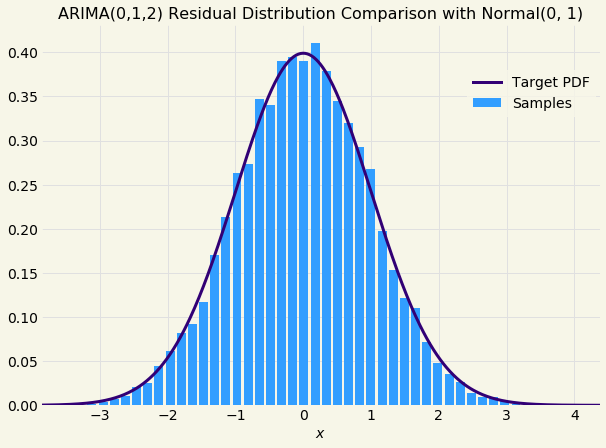 ARIMA(0,1,2) Residual Distribution Comparison with Normal(0, 1)
Target PDF
Samples
0.40
0.35
0.30
0.25
0.20
0.15
0.10
0.05
0.00
−3 −2 −1 0 1 2 3 4
x